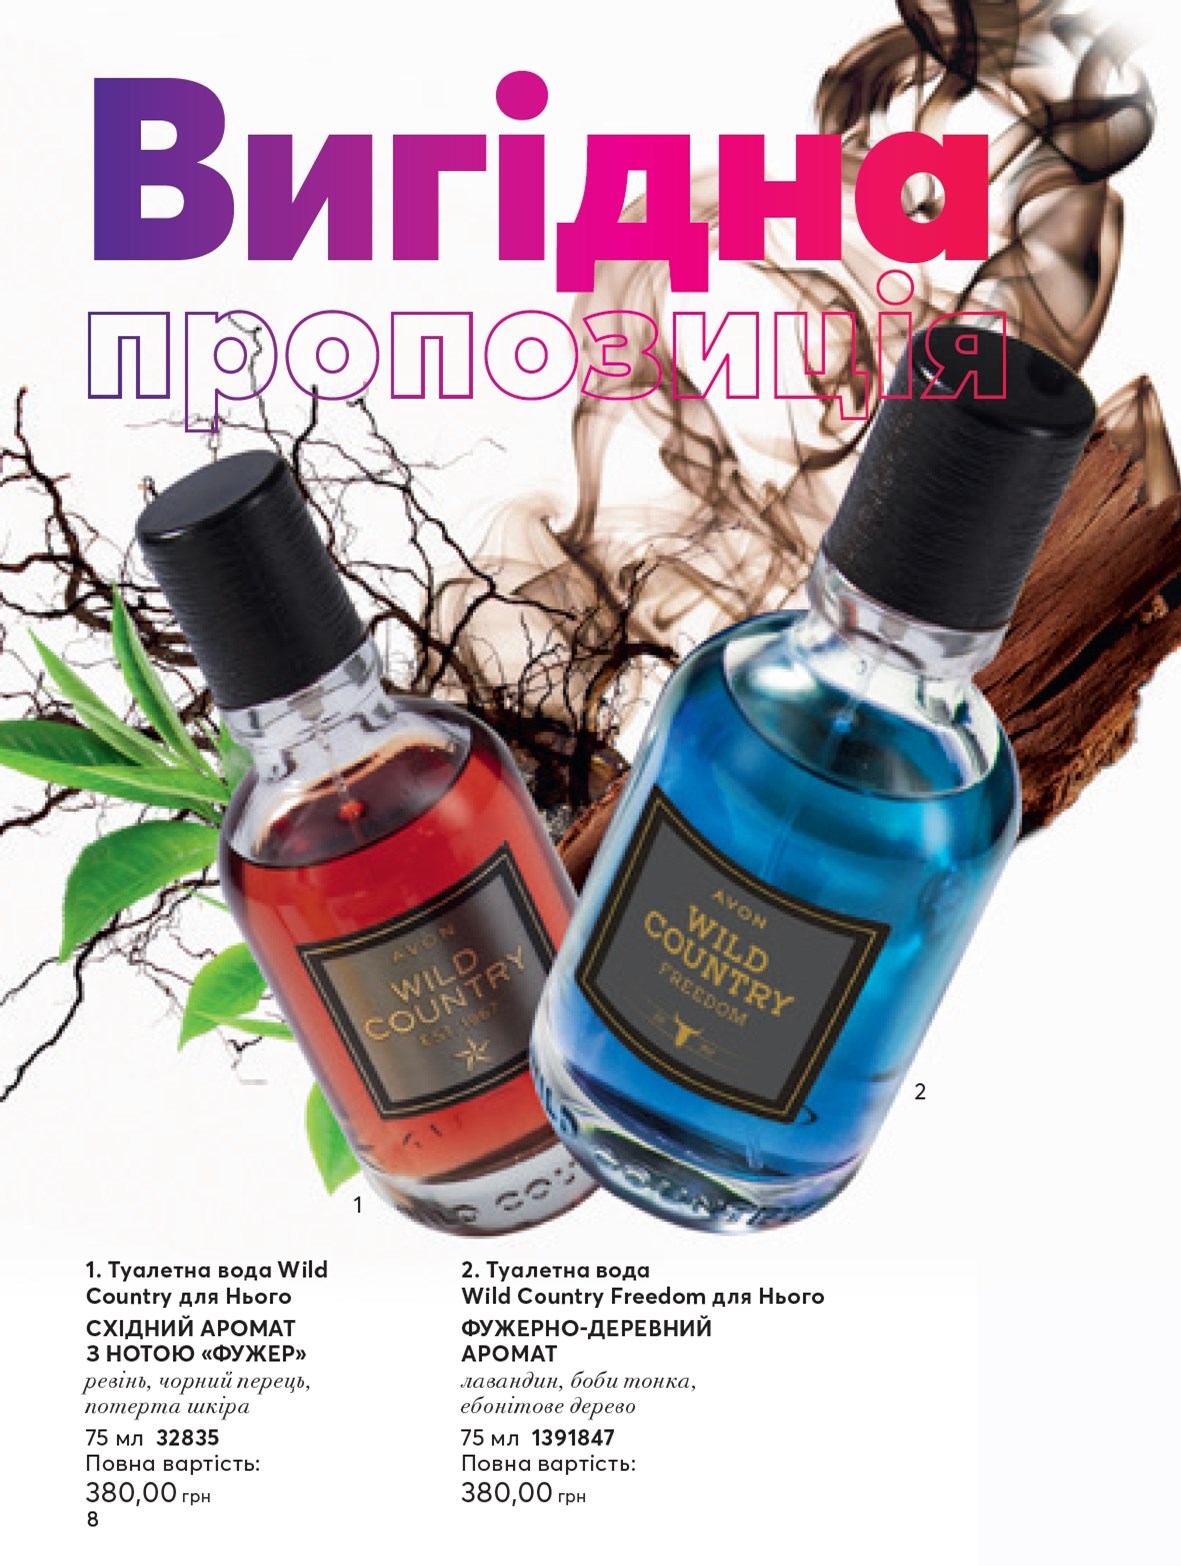 Вигідна
пропозиція
AVON
WILD
COUNTRY
EST. 1967
AVON
WILD
COUNTRY
FREEDOM
2
1
1. Туалетна вода Wild
Country для Нього
СХІДНИЙ АРОМАТ
З НОТОЮ «ФУЖЕР»
ревінь, чорний перець,
потерта шкіра
75 мл 32835
Повна вартість:
380,00 грн
2. Туалетна вода
Wild Country Freedom для Нього
ФУЖЕРНО-ДЕРЕВНИЙ
АРОМАТ
лавандин, боби тонка,
ебонітове дерево
75 мл 1391847
Повна вартість:
380,00 грн
8